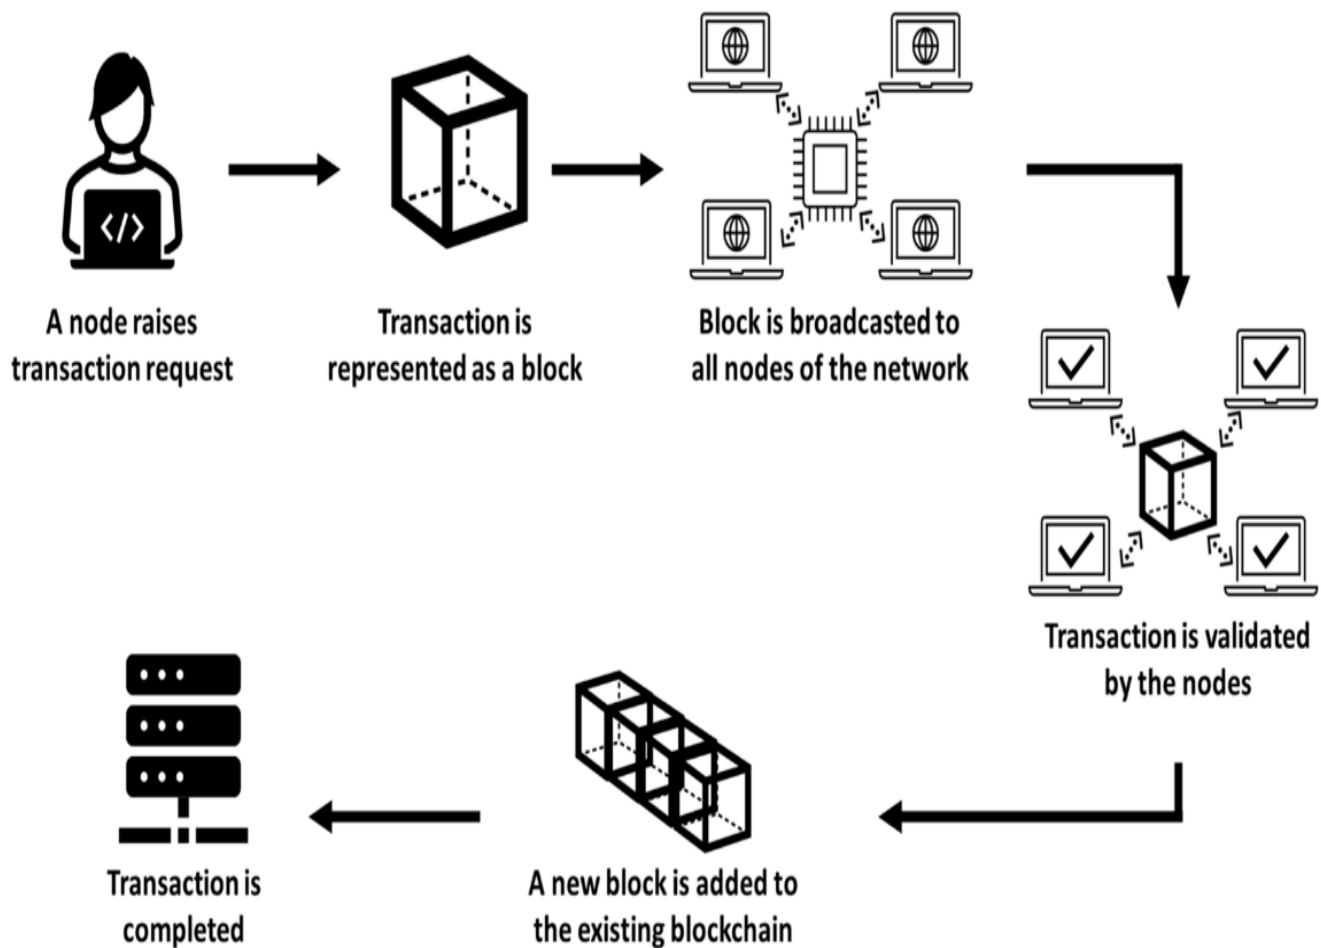 </>
A node raises
transaction request
Transaction is
represented as a block
Block is broadcasted to
all nodes of the network
Transaction is validated
by the nodes
A new block is added to
the existing blockchain
Transaction is
completed